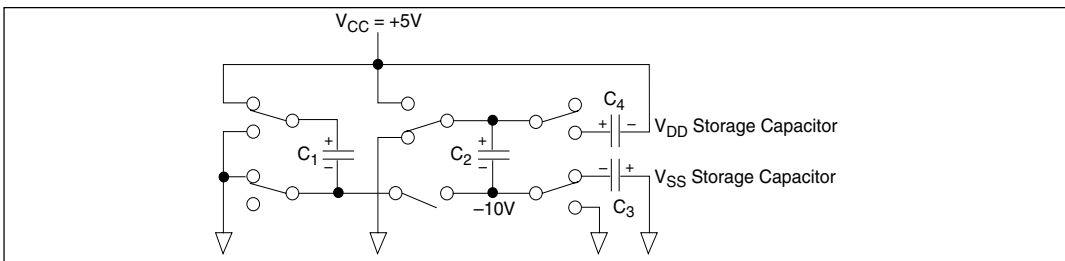 V_CC = +5V
C_4
+ −
V_DD Storage Capacitor
+
C_1
−
+
C_2
−
− +
V_SS Storage Capacitor
−10V
C_3